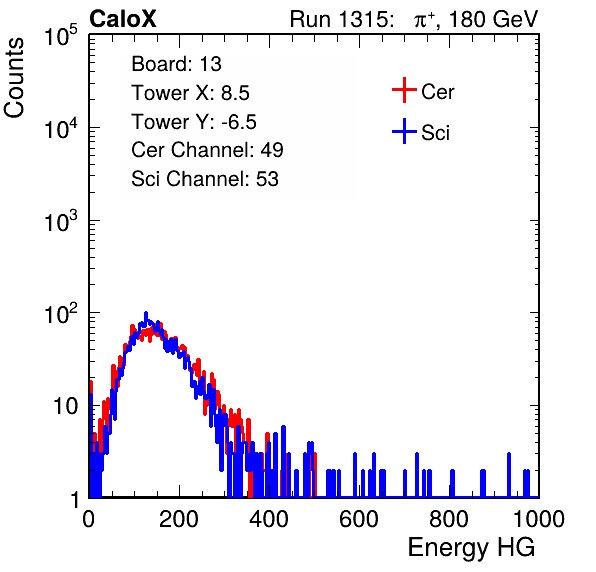 CaloX Run 1315: π⁺, 180 GeV
Counts
10⁵
10⁴
10³
10²
10
1
Board: 13
Tower X: 8.5
Tower Y: -6.5
Cer Channel: 49
Sci Channel: 53
Cer
Sci
0 200 400 600 800 1000
Energy HG